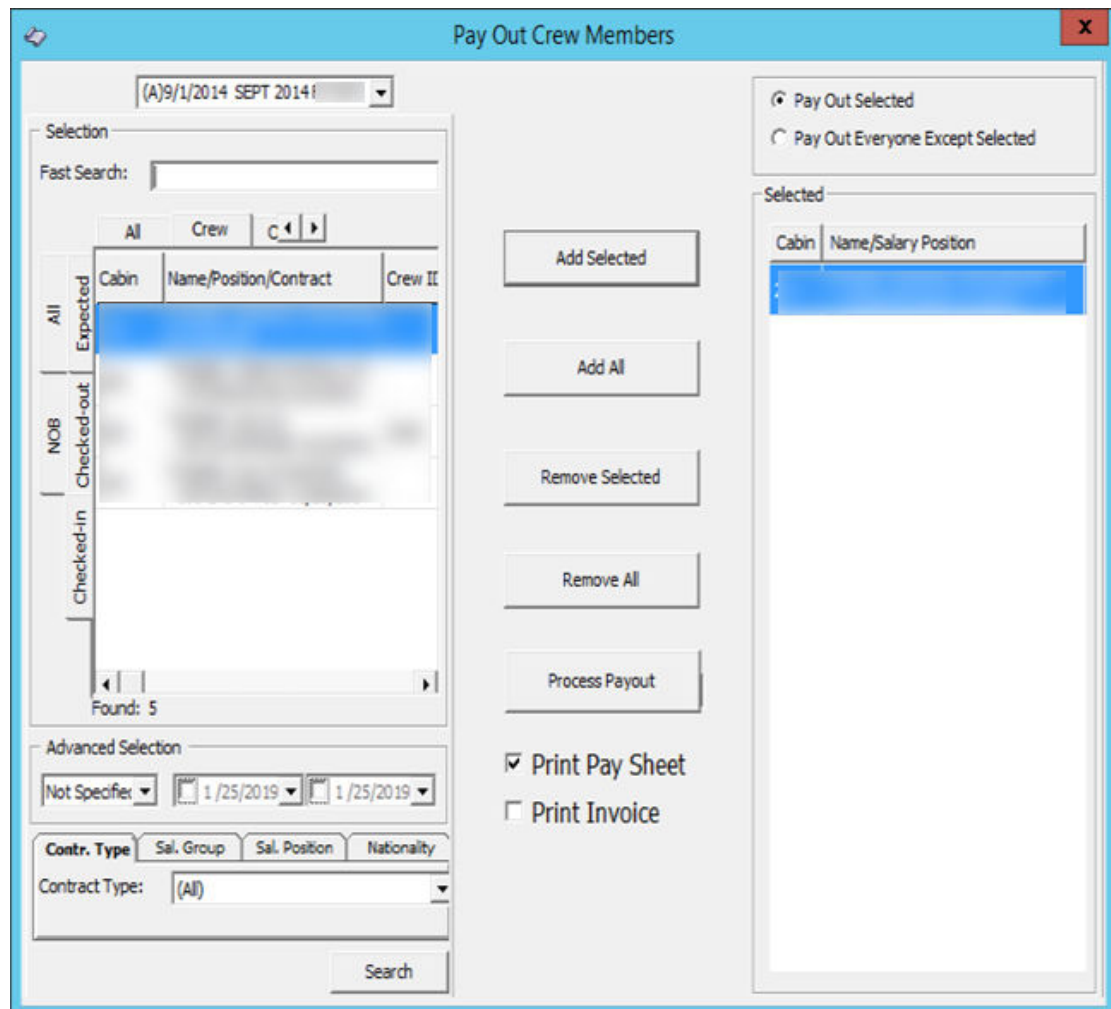 Pay Out Crew Members
x
(A)9/1/2014 SEPT 2014
Pay Out Selected
Pay Out Everyone Except Selected
Selection
Fast Search:
All
Crew
C
Cabin
Name/Position/Contract
Crew II
All
Expected
NOB
Checked-out
Checked-in
Found: 5
Add Selected
Add All
Remove Selected
Remove All
Process Payout
Print Pay Sheet
Print Invoice
Selected
Cabin
Name/Salary Position
Advanced Selection
Not Specifiec
1 /25/2019
1 /25/2019
Contr. Type
Sal. Group
Sal. Position
Nationality
Contract Type:
(All)
Search